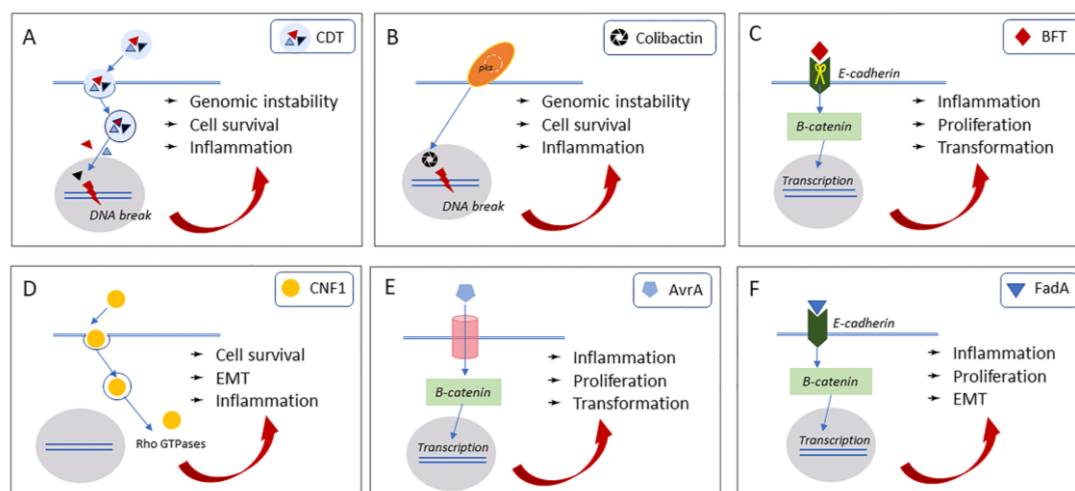 A
CDT
Genomic instability
Cell survival
Inflammation
DNA break
B
Colibactin
pks
Genomic instability
Cell survival
Inflammation
DNA break
C
BFT
E-cadherin
B-catenin
Inflammation
Proliferation
Transformation
Transcription
D
CNF1
Cell survival
EMT
Inflammation
Rho GTPases
E
AvrA
Inflammation
B-catenin
Proliferation
Transformation
Transcription
F
FadA
E-cadherin
Inflammation
B-catenin
Proliferation
EMT
Transcription